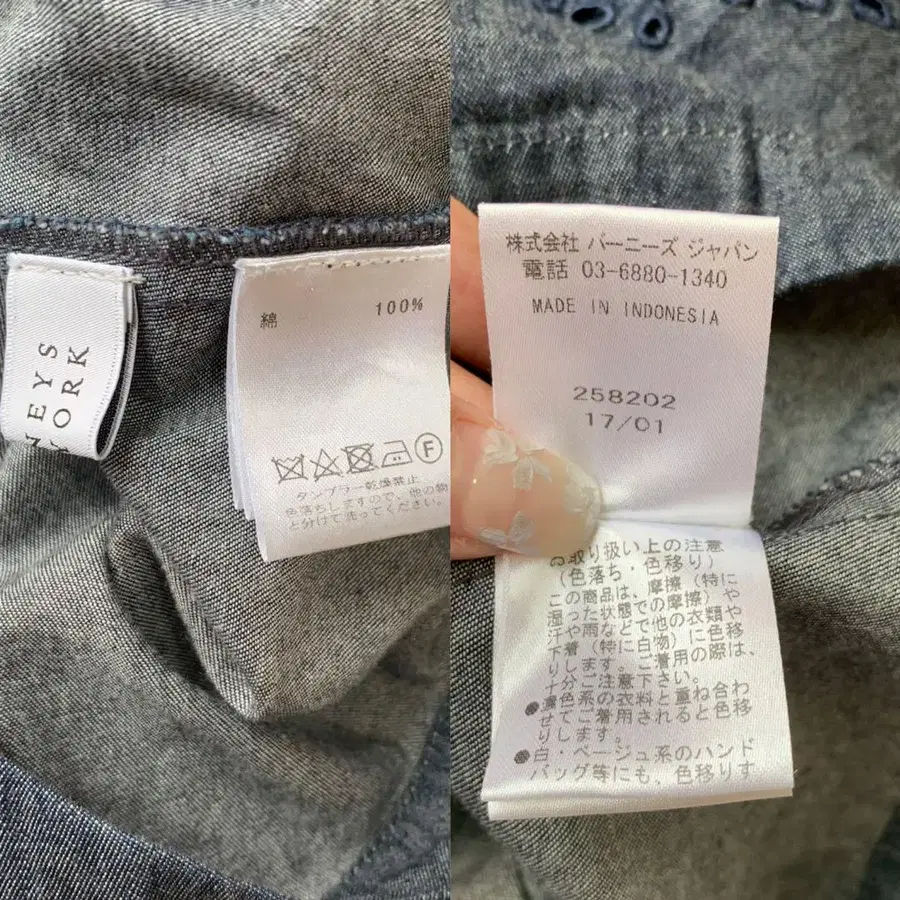 NEYS
YORK
綿 100%
F
タンブラー乾燥禁止
色落ちしますので、他の物
と分けて洗ってください。
株式会社 バーニーズ ジャパン
電話 03-6880-1340
MADE IN INDONESIA
258202
17/01
取り扱い上の注意
(色落ち・色移り)
この商品は、摩擦(特に
湿った状態での摩擦)や
汗や雨などで他の衣類や
下着(特に白物)に色移
りします。ご着用の際は、
十分ご注意下さい。
●濃色系の衣料と重ね合わ
せてご着用されると色移
りします。
●白・ベージュ系のハンド
バッグ等にも、色移りす